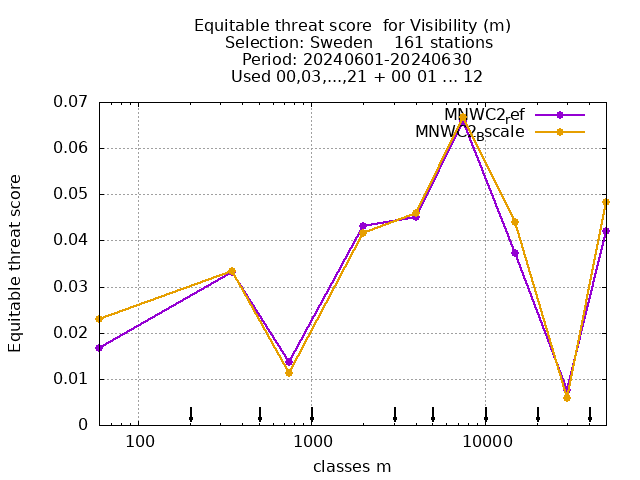 Equitable threat score  for Visibility (m)
Selection: Sweden    161 stations
Period: 20240601-20240630
Used 00,03,...,21 + 00 01 ... 12
MNWC2ref
MNWC2Bscale
0.07
0.06
0.05
0.04
0.03
0.02
0.01
0
Equitable threat score
100 1000 10000
classes m